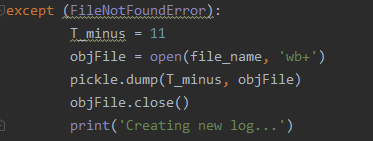 except (FileNotFoundError):
T_minus = 11
objFile = open(file_name, 'wb+')
pickle.dump(T_minus, objFile)
objFile.close()
print('Creating new log...')